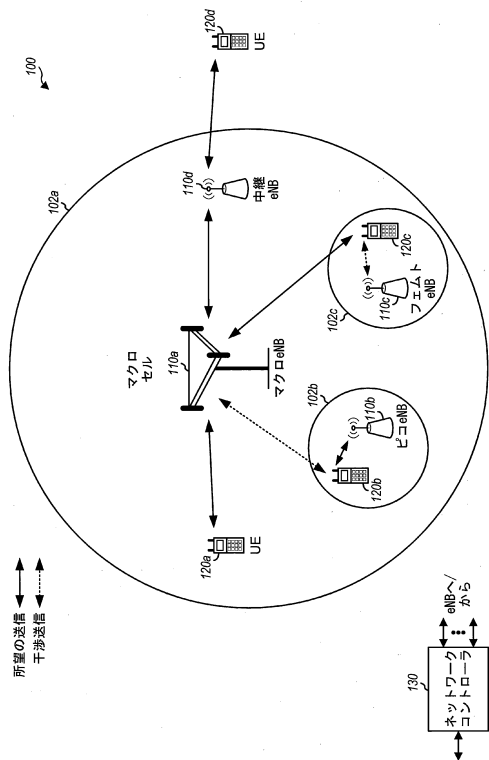 100
所望の送信
干渉送信
102a
マクロ
セル
110a
マクロeNB
120a
UE
110d
中継
eNB
120d
UE
102b
110b
ピコeNB
120b
102c
110c
フェムト
eNB
120c
130
ネットワーク
コントローラ
eNBへ/
から